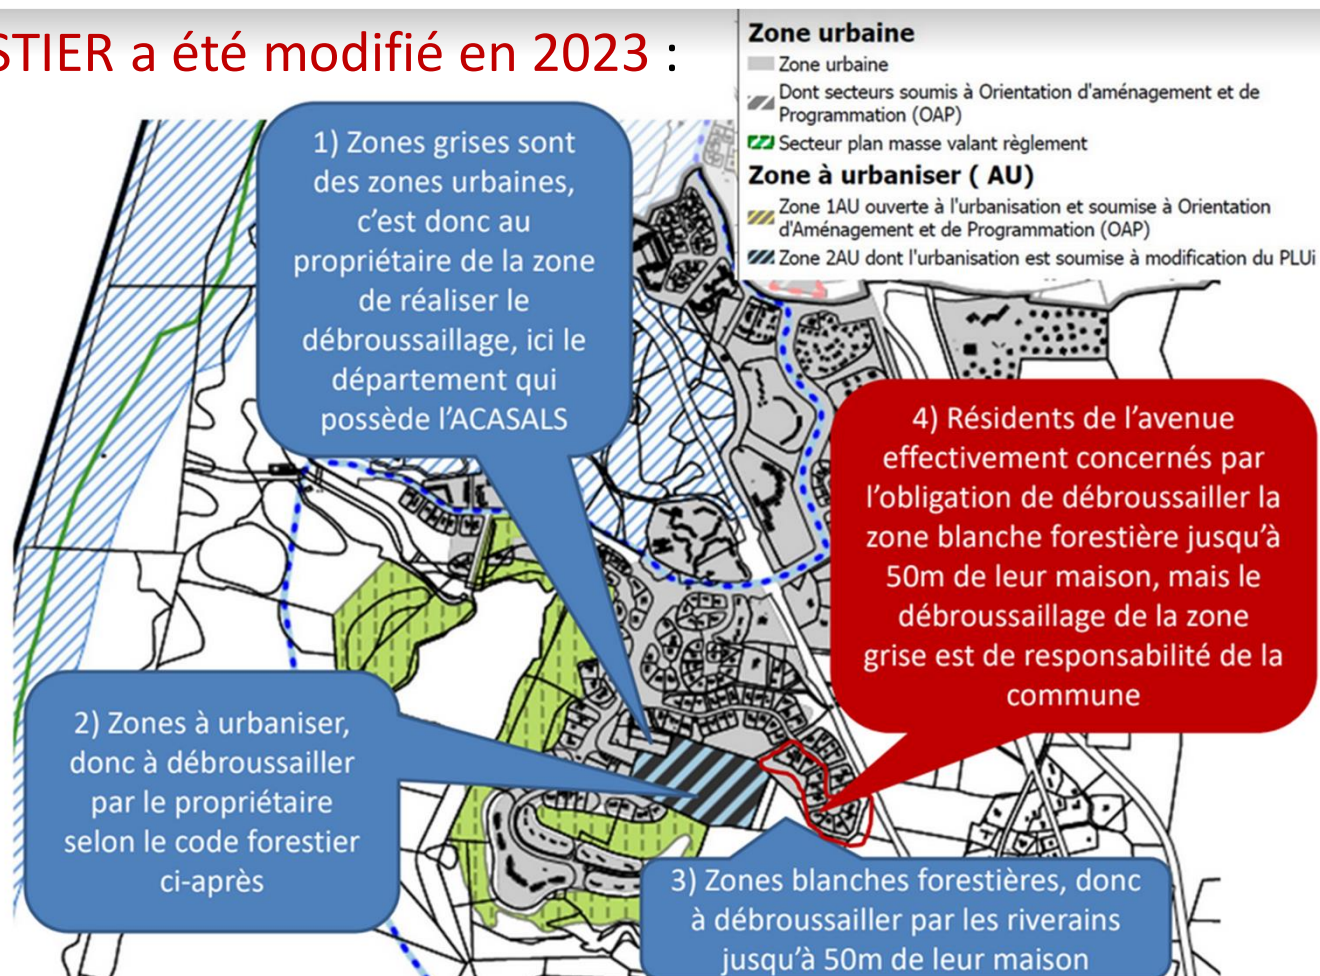 STIER a été modifié en 2023 :
Zone urbaine
Zone urbaine
Dont secteurs soumis à Orientation d'aménagement et de
Programmation (OAP)
Secteur plan masse valant règlement
Zone à urbaniser ( AU)
Zone 1AU ouverte à l'urbanisation et soumise à Orientation
d'Aménagement et de Programmation (OAP)
Zone 2AU dont l'urbanisation est soumise à modification du PLUi
1) Zones grises sont
des zones urbaines,
c'est donc au
propriétaire de la zone
de réaliser le
débroussaillage, ici le
département qui
possède l'ACASALS
4) Résidents de l'avenue
effectivement concernés par
l'obligation de débroussailler la
zone blanche forestière jusqu'à
50m de leur maison, mais le
débroussaillage de la zone
grise est de responsabilité de la
commune
2) Zones à urbaniser,
donc à débroussailler
par le propriétaire
selon le code forestier
ci-après
3) Zones blanches forestières, donc
à débroussailler par les riverains
jusqu'à 50m de leur maison